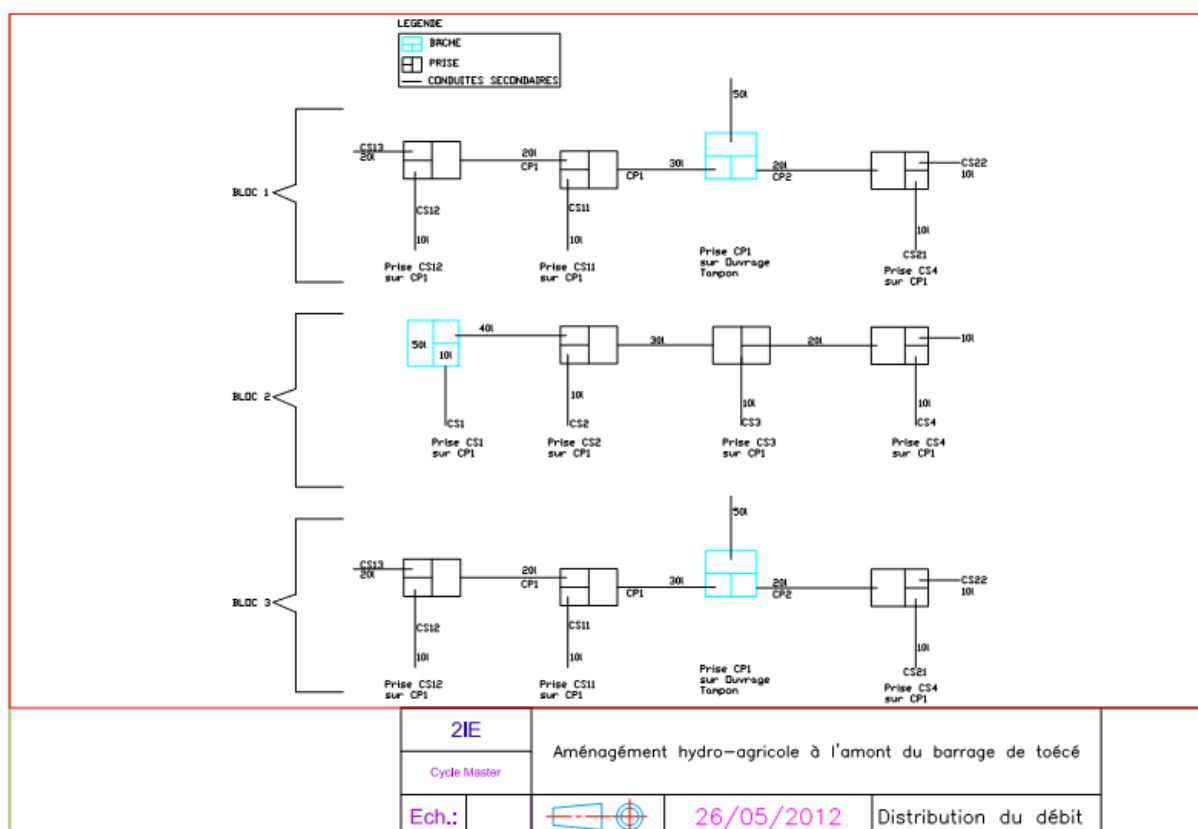 LEGENDE
BACHE
PRISE
CONDUITES SECONDAIRES
BLOC 1
50l
CS13
20l
20l
CP1
30l
CP1
20l
CP2
CS22
10l
CS12
10l
CS11
10l
10l
CS21
Prise CS12
sur CP1
Prise CS11
sur CP1
Prise CP1
sur Ouvrage
Tampon
Prise CS4
sur CP1
BLOC 2
50l
10l
40l
30l
20l
10l
CS1
10l
CS2
10l
CS3
10l
CS4
Prise CS1
sur CP1
Prise CS2
sur CP1
Prise CS3
sur CP1
Prise CS4
sur CP1
BLOC 3
50l
CS13
20l
20l
CP1
30l
CP1
20l
CP2
CS22
10l
CS12
10l
CS11
10l
10l
CS21
Prise CS12
sur CP1
Prise CS11
sur CP1
Prise CP1
sur Ouvrage
Tampon
Prise CS4
sur CP1
2IE
Cycle Master
Aménagément hydro-agricole à l'amont du barrage de toécé
Ech.:
26/05/2012
Distribution du débit